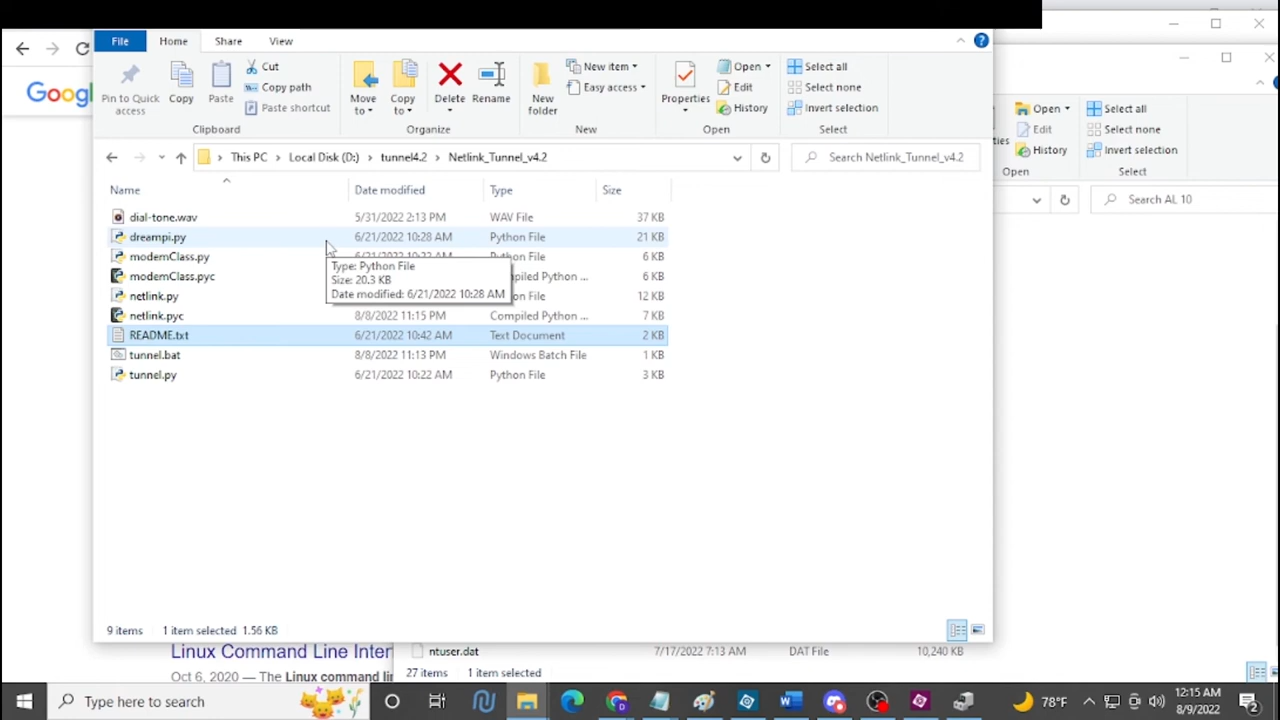 File Home Share View
Cut
Copy path
Paste shortcut
Pin to Quick access
Copy
Paste
Move to
Copy to
Delete
Rename
New folder
New item
Easy access
Properties
Open
Edit
History
Select all
Select none
Invert selection
Clipboard Organize New Open Select
Open
Edit
History
Select all
Select none
Invert selection
Open Select
Googl
This PC > Local Disk (D:) > tunnel4.2 > Netlink_Tunnel_v4.2
Search Netlink_Tunnel_v4.2
Search AL 10
Name Date modified Type Size
dial-tone.wav 5/31/2022 2:13 PM WAV File 37 KB
dreampi.py 6/21/2022 10:28 AM Python File 21 KB
modemClass.py Python File 6 KB
modemClass.pyc mpiled Python ... 6 KB
netlink.py File 12 KB
netlink.pyc 8/8/2022 11:15 PM Compiled Python ... 7 KB
README.txt 6/21/2022 10:42 AM Text Document 2 KB
tunnel.bat 8/8/2022 11:13 PM Windows Batch File 1 KB
tunnel.py 6/21/2022 10:22 AM Python File 3 KB
Type: Python File
Size: 20.3 KB
Date modified: 6/21/2022 10:28 AM
9 items 1 item selected 1.56 KB
Linux Command Line Inter
Oct 6, 2020 — The Linux command li
ntuser.dat 7/17/2022 7:13 AM DAT File 10,240 KB
27 items 1 item selected
Type here to search
78°F
12:15 AM
8/9/2022
2